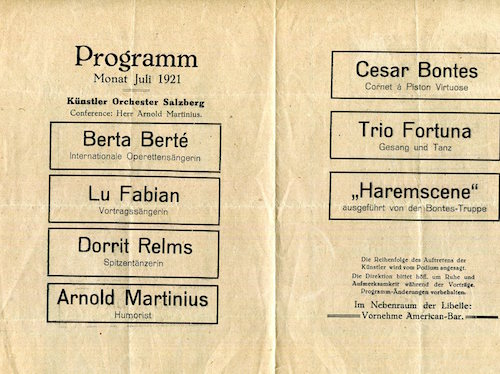 Programm
Monat Juli 1921
Künstler Orchester Salzberg
Conference: Herr Arnold Martinius.
Berta Berté
Internationale Operettensängerin
Lu Fabian
Vortragssängerin
Dorrit Relms
Spitzentänzerin
Arnold Martinius
Humorist
Cesar Bontes
Cornet à Piston Virtuose
Trio Fortuna
Gesang und Tanz
„Haremscene"
ausgeführt von der Bontes-Truppe
Die Reihenfolge des Auftretens der
Künstler wird vom Podium angesagt.
Die Direktion bittet höfl. um Ruhe und
Aufmerksamkeit während der Vorträge.
Programm-Änderungen vorbehalten.
Im Nebenraum der Libelle:
Vornehme American-Bar.